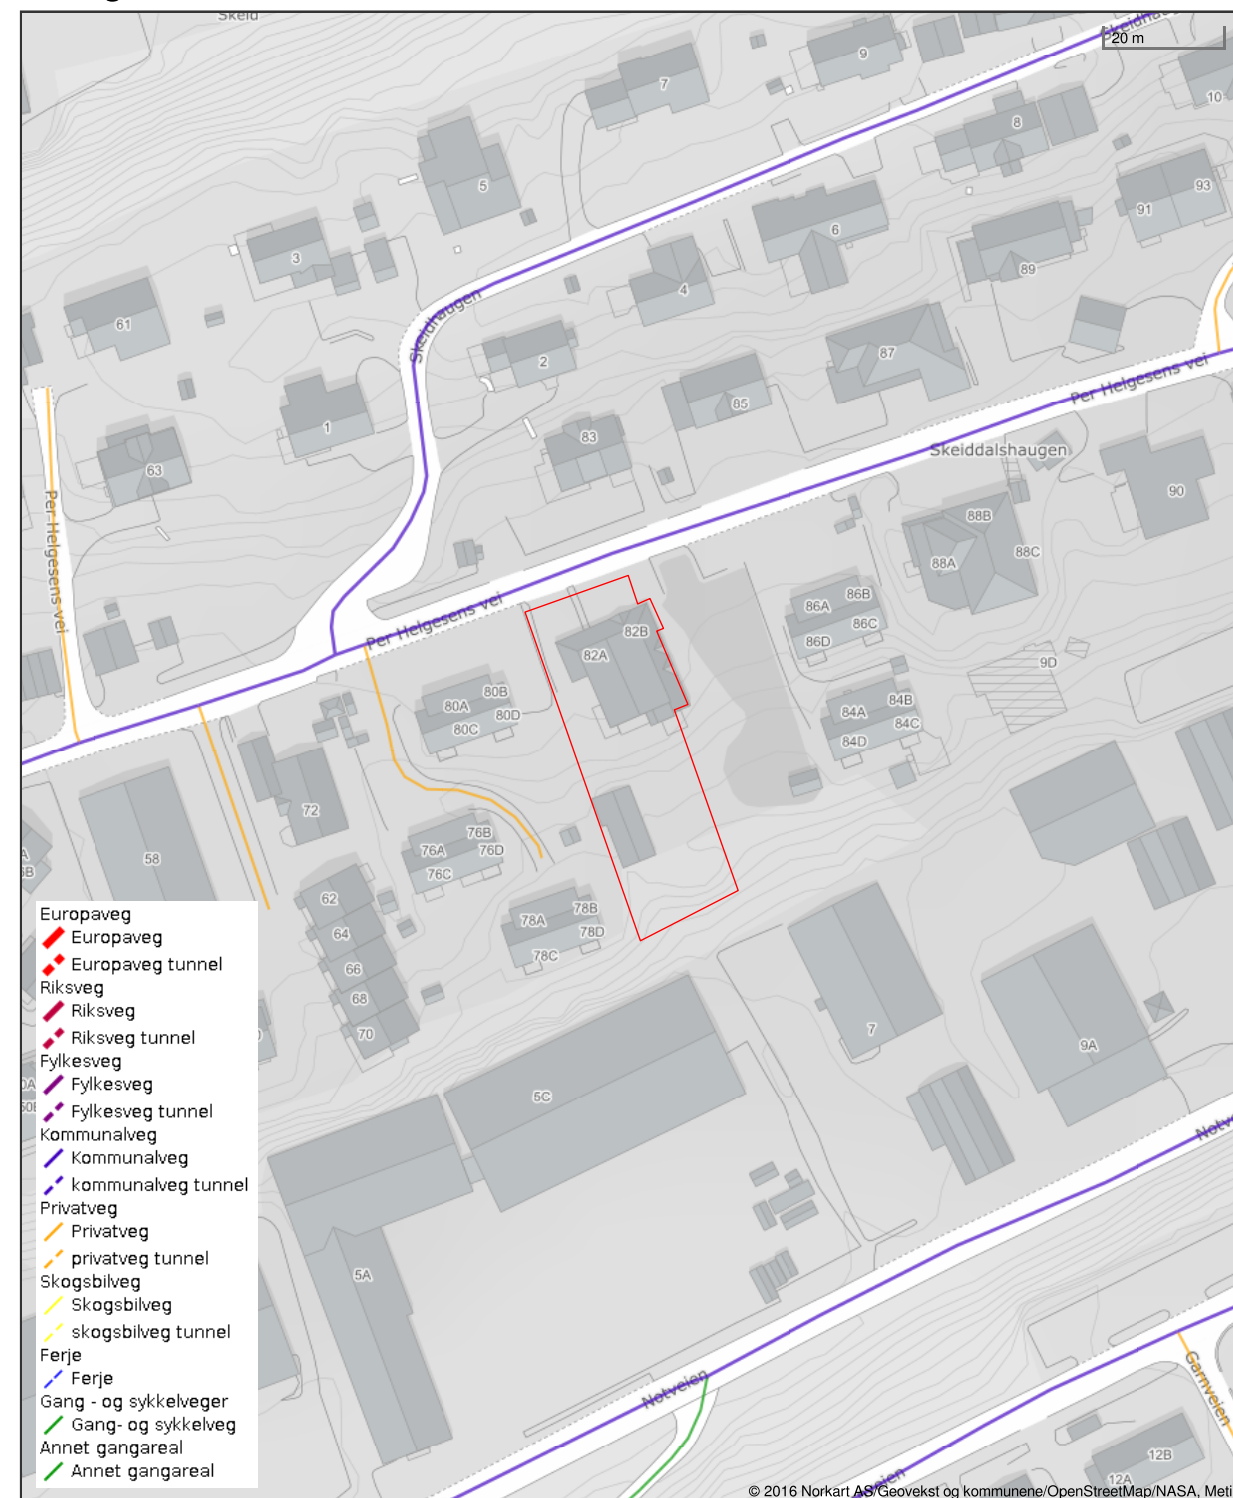 Skeid
Skeidhaugen
20 m
7
9
10
8
5
93
91
6
3
89
4
61
Skeidhaugen
2
87
Per Helgesens vei
85
1
83
Skeiddalshaugen
63
90
Per Helgesens vei
88B
88A
88C
86B
86A
86C
86D
Per Helgesens vei
82B
82A
9D
80B
80A
80D
80C
84B
84A
84C
84D
72
76B
76A
76D
76C
58
62
78B
78A
78D
78C
64
66
68
70
7
9A
5C
5A
Notveien
Garnveien
12B
12A
Europaveg
Europaveg
Europaveg tunnel
Riksveg
Riksveg
Riksveg tunnel
Fylkesveg
Fylkesveg
Fylkesveg tunnel
Kommunalveg
Kommunalveg
kommunalveg tunnel
Privatveg
Privatveg
privatveg tunnel
Skogsbilveg
Skogsbilveg
skogsbilveg tunnel
Ferje
Ferje
Gang - og sykkelveger
Gang- og sykkelveg
Annet gangareal
Annet gangareal
© 2016 Norkart AS/Geovekst og kommunene/OpenStreetMap/NASA, Meti